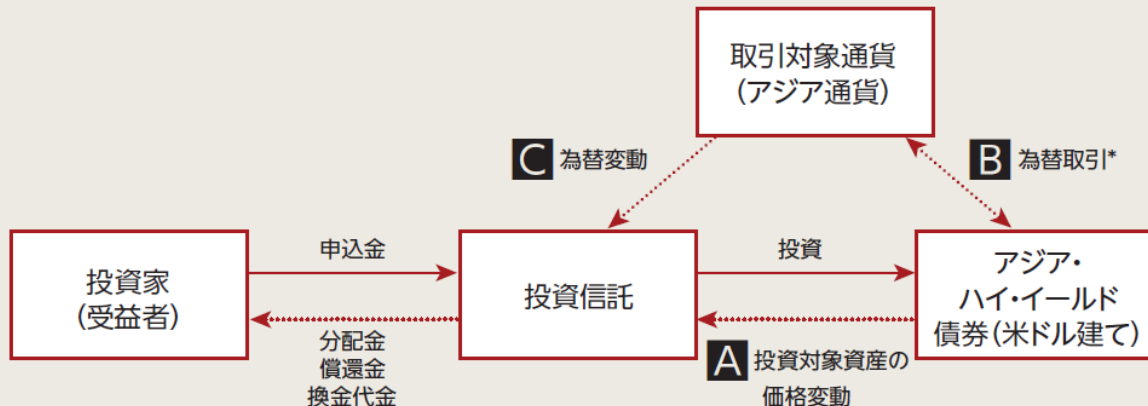 取引対象通貨
(アジア通貨)
C 為替変動
B 為替取引*
申込金
投資
投資家
(受益者)
投資信託
アジア・
ハイ・イールド
債券(米ドル建て)
分配金
償還金
換金代金
A 投資対象資産の
価格変動